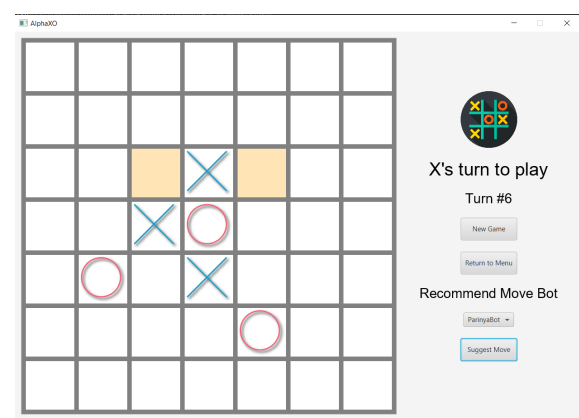 AlphaXO
X's turn to play
Turn #6
New Game
Return to Menu
Recommend Move Bot
ParinyaBot
Suggest Move